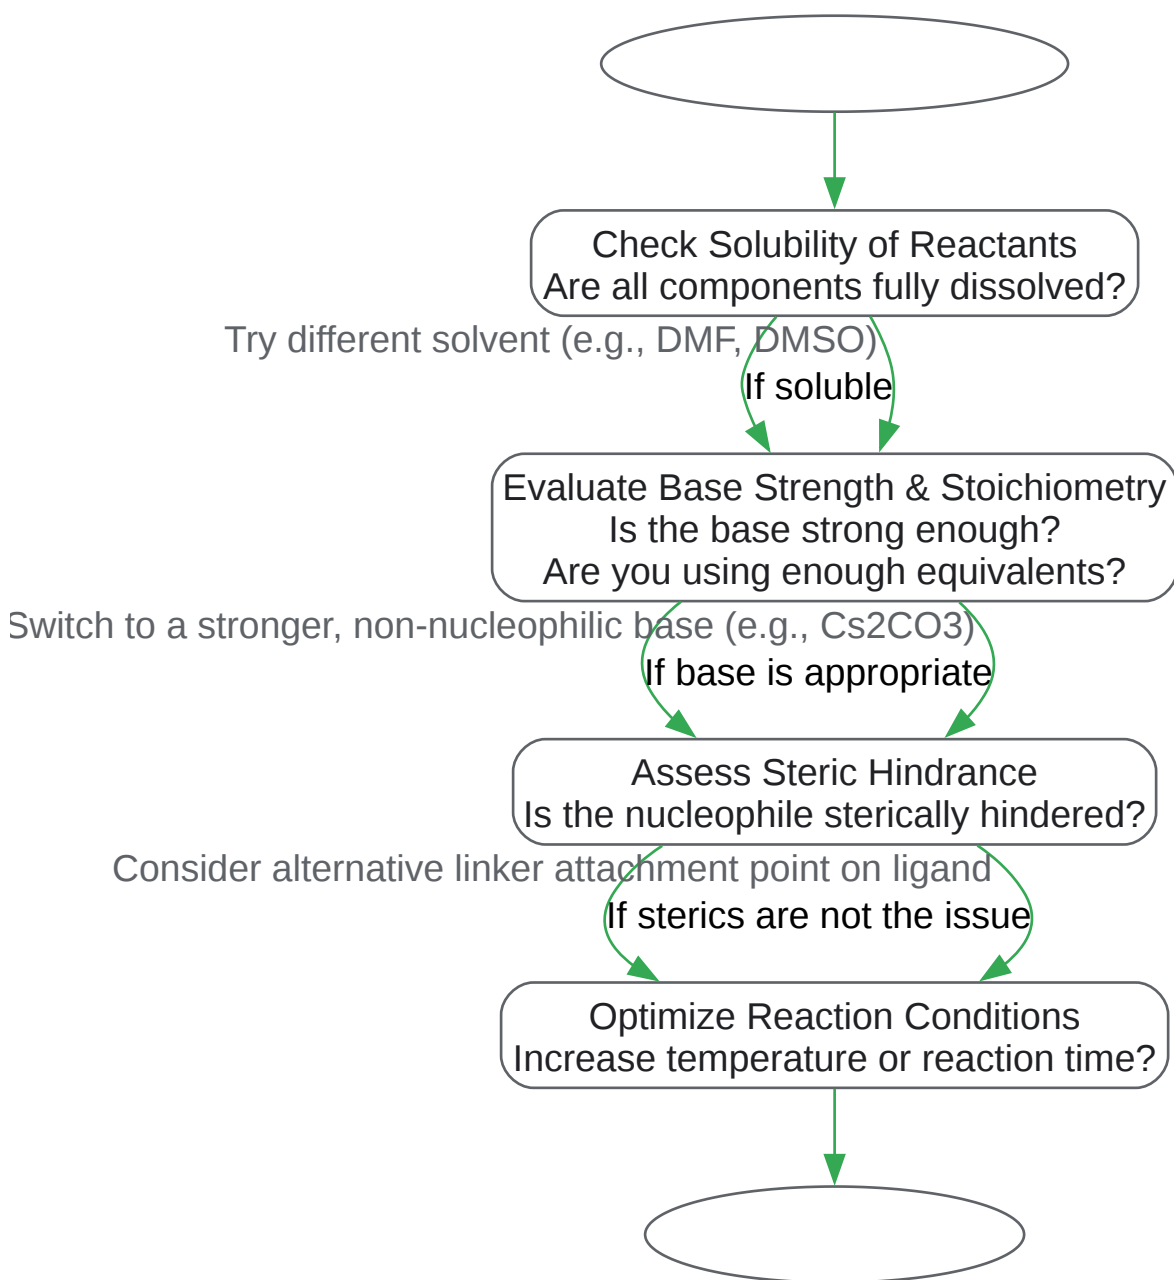 Check Solubility of Reactants
Are all components fully dissolved?
Try different solvent (e.g., DMF, DMSO)
If soluble
Evaluate Base Strength & Stoichiometry
Is the base strong enough?
Are you using enough equivalents?
Switch to a stronger, non-nucleophilic base (e.g., Cs2CO3)
If base is appropriate
Assess Steric Hindrance
Is the nucleophile sterically hindered?
Consider alternative linker attachment point on ligand
If sterics are not the issue
Optimize Reaction Conditions
Increase temperature or reaction time?